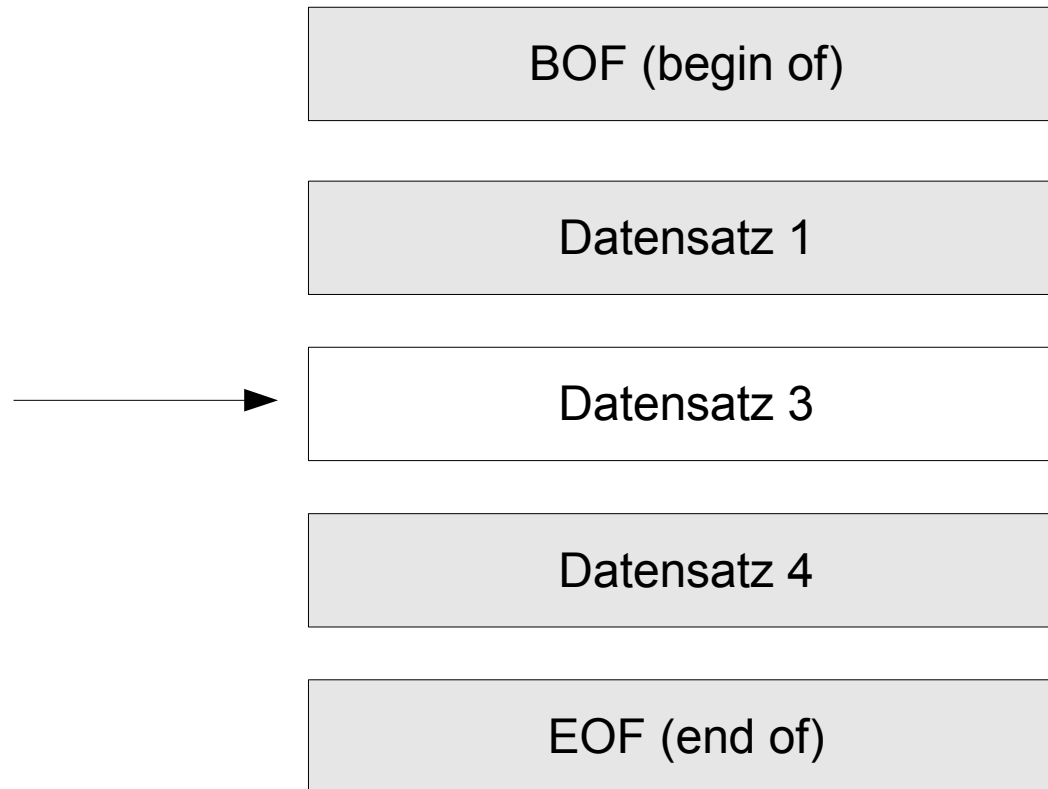 BOF (begin of)
Datensatz 1
Datensatz 3
Datensatz 4
EOF (end of)